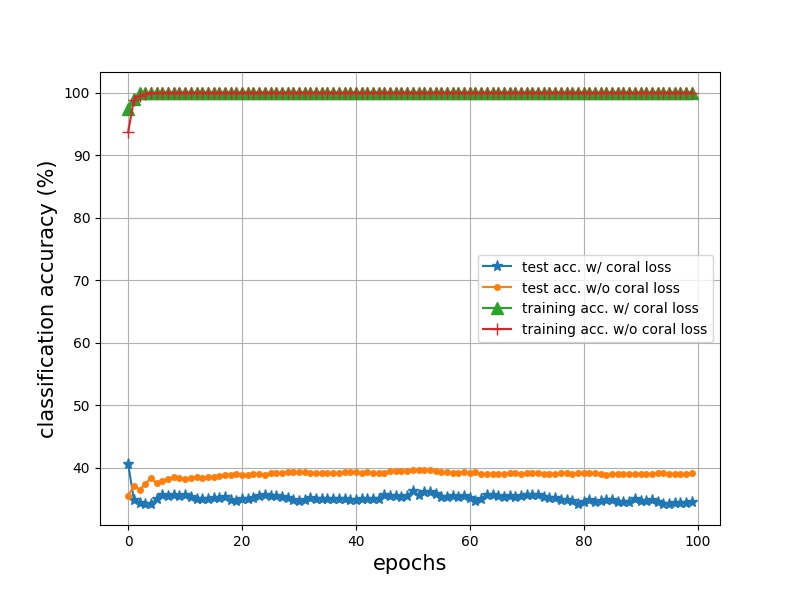 100
90
80
70
60
50
40
classification accuracy (%)
test acc. w/ coral loss
test acc. w/o coral loss
training acc. w/ coral loss
training acc. w/o coral loss
0 20 40 60 80 100
epochs